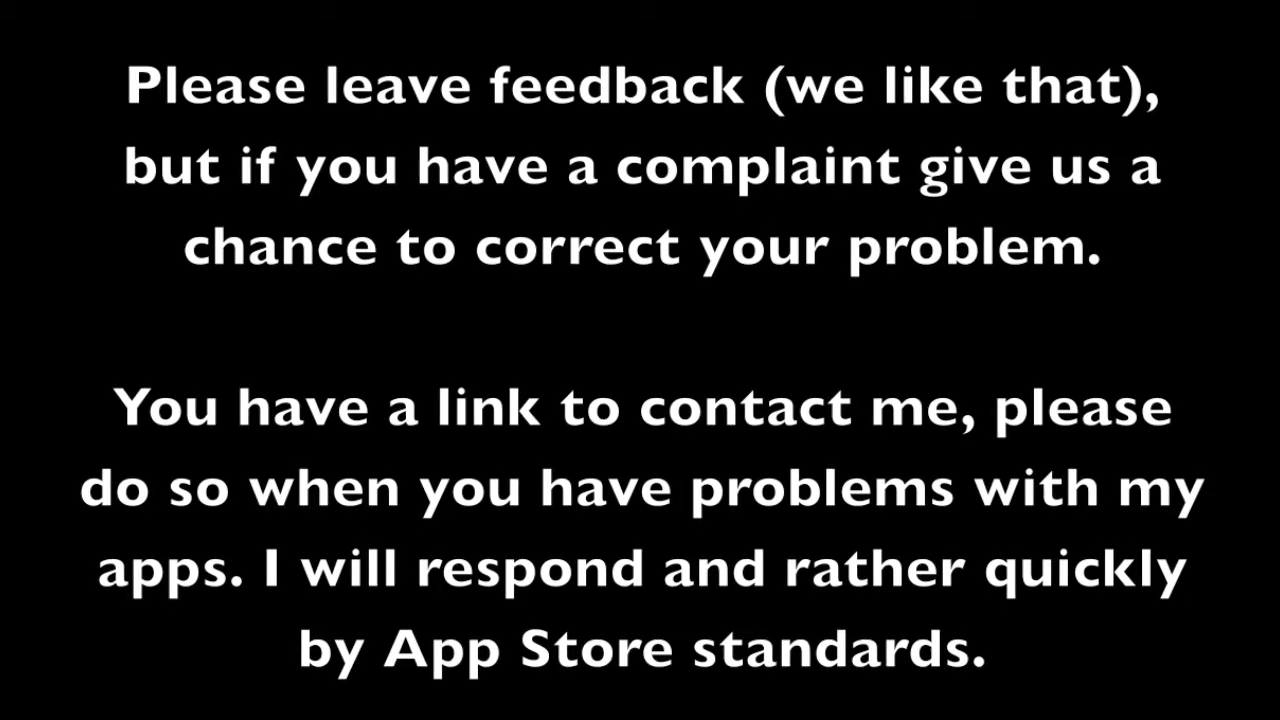 Please leave feedback (we like that),
but if you have a complaint give us a
chance to correct your problem.
You have a link to contact me, please
do so when you have problems with my
apps. I will respond and rather quickly
by App Store standards.